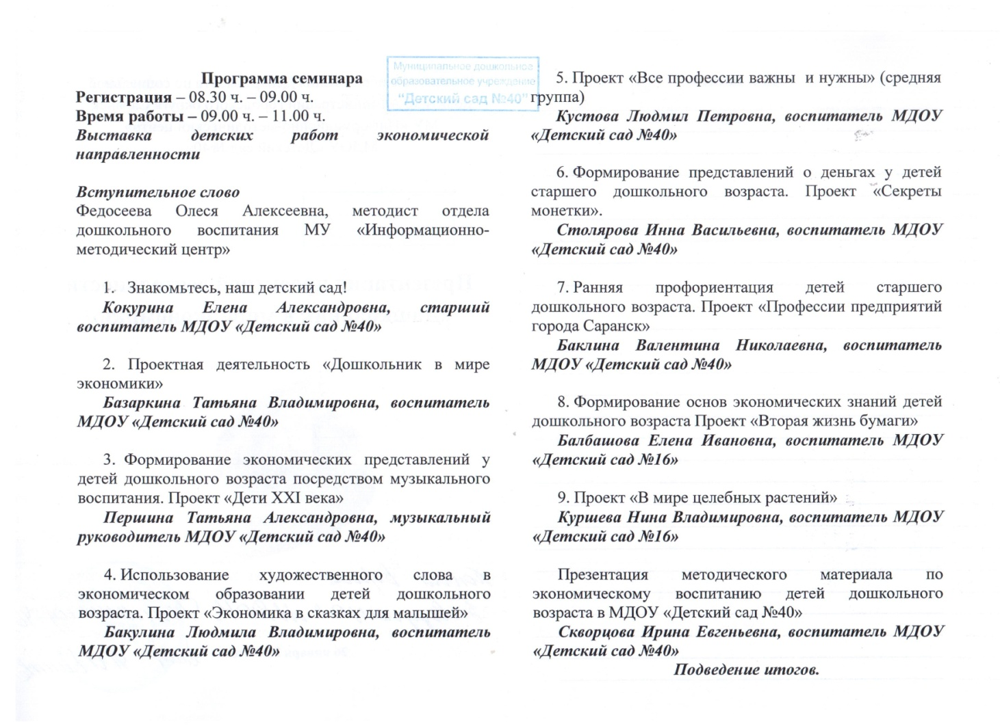 Программа семинара
Регистрация – 08.30 ч. – 09.00 ч.
Время работы – 09.00 ч. – 11.00 ч.
Выставка детских работ экономической
направленности
Вступительное слово
Федосеева Олеся Алексеевна, методист отдела
дошкольного воспитания МУ «Информационно-
методический центр»
1. Знакомьтесь, наш детский сад!
Кокурина Елена Александровна, старший
воспитатель МДОУ «Детский сад №40»
2. Проектная деятельность «Дошкольник в мире
экономики»
Базаркина Татьяна Владимировна, воспитатель
МДОУ «Детский сад №40»
3. Формирование экономических представлений у
детей дошкольного возраста посредством музыкального
воспитания. Проект «Дети XXI века»
Першина Татьяна Александровна, музыкальный
руководитель МДОУ «Детский сад №40»
4. Использование художественного слова в
экономическом образовании детей дошкольного
возраста. Проект «Экономика в сказках для малышей»
Бакулина Людмила Владимировна, воспитатель
МДОУ «Детский сад №40»
Муниципальное дошкольное
образовательное учреждение
"Детский сад №40"
5. Проект «Все профессии важны и нужны» (средняя
группа)
Кустова Людмил Петровна, воспитатель МДОУ
«Детский сад №40»
6. Формирование представлений о деньгах у детей
старшего дошкольного возраста. Проект «Секреты
монетки».
Столярова Инна Васильевна, воспитатель МДОУ
«Детский сад №40»
7. Ранняя профориентация детей старшего
дошкольного возраста. Проект «Профессии предприятий
города Саранск»
Баклина Валентина Николаевна, воспитатель
МДОУ «Детский сад №40»
8. Формирование основ экономических знаний детей
дошкольного возраста Проект «Вторая жизнь бумаги»
Балбашова Елена Ивановна, воспитатель МДОУ
«Детский сад №16»
9. Проект «В мире целебных растений»
Куршева Нина Владимировна, воспитатель МДОУ
«Детский сад №16»
Презентация методического материала по
экономическому воспитанию детей дошкольного
возраста в МДОУ «Детский сад №40»
Скворцова Ирина Евгеньевна, воспитатель МДОУ
«Детский сад №40»
Подведение итогов.